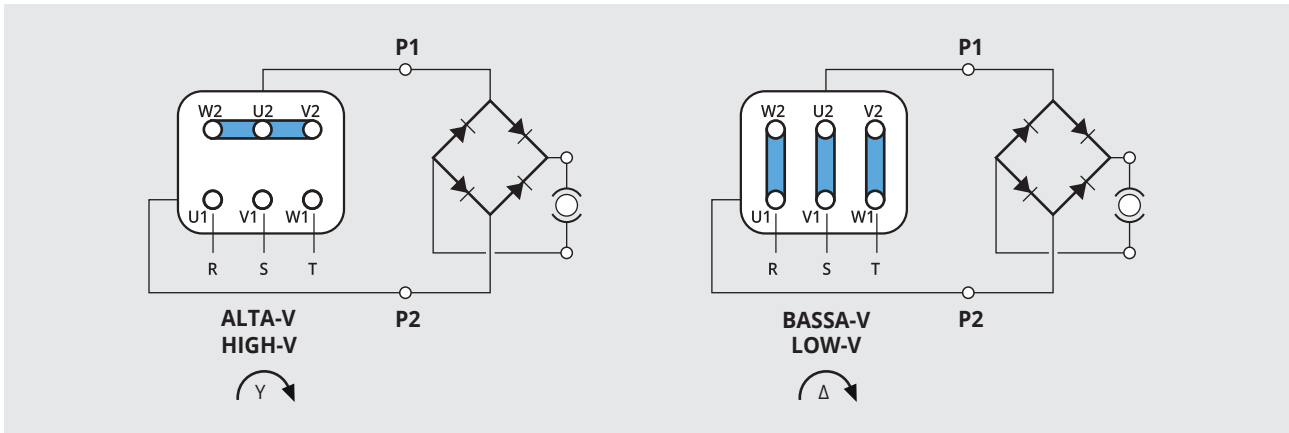 P1
W2 U2 V2
U1 V1 W1
R S T
P2
ALTA-V
HIGH-V
Y
P1
W2 U2 V2
U1 V1 W1
R S T
P2
BASSA-V
LOW-V
Δ